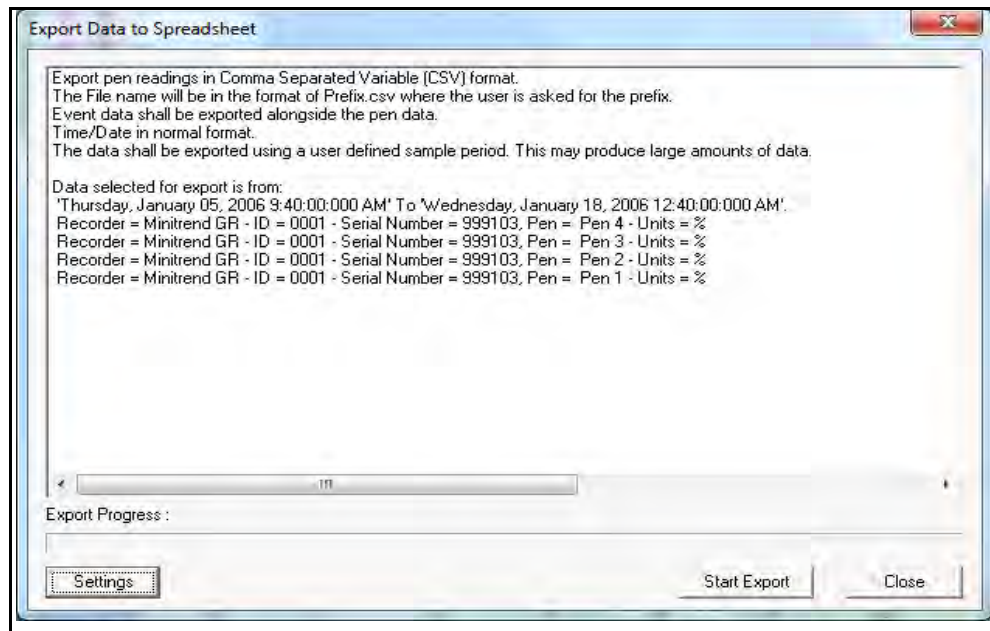 Export Data to Spreadsheet
Export pen readings in Comma Separated Variable (CSV) format.
The File name will be in the format of Prefix.csv where the user is asked for the prefix.
Event data shall be exported alongside the pen data.
Time/Date in normal format.
The data shall be exported using a user defined sample period. This may produce large amounts of data.
Data selected for export is from:
'Thursday, January 05, 2006 9:40:00:000 AM' To 'Wednesday, January 18, 2006 12:40:00:000 AM'.
Recorder = Minitrend GR - ID = 0001 - Serial Number = 999103, Pen = Pen 4 - Units = %
Recorder = Minitrend GR - ID = 0001 - Serial Number = 999103, Pen = Pen 3 - Units = %
Recorder = Minitrend GR - ID = 0001 - Serial Number = 999103, Pen = Pen 2 - Units = %
Recorder = Minitrend GR - ID = 0001 - Serial Number = 999103, Pen = Pen 1 - Units = %
Export Progress :
Settings
Start Export
Close